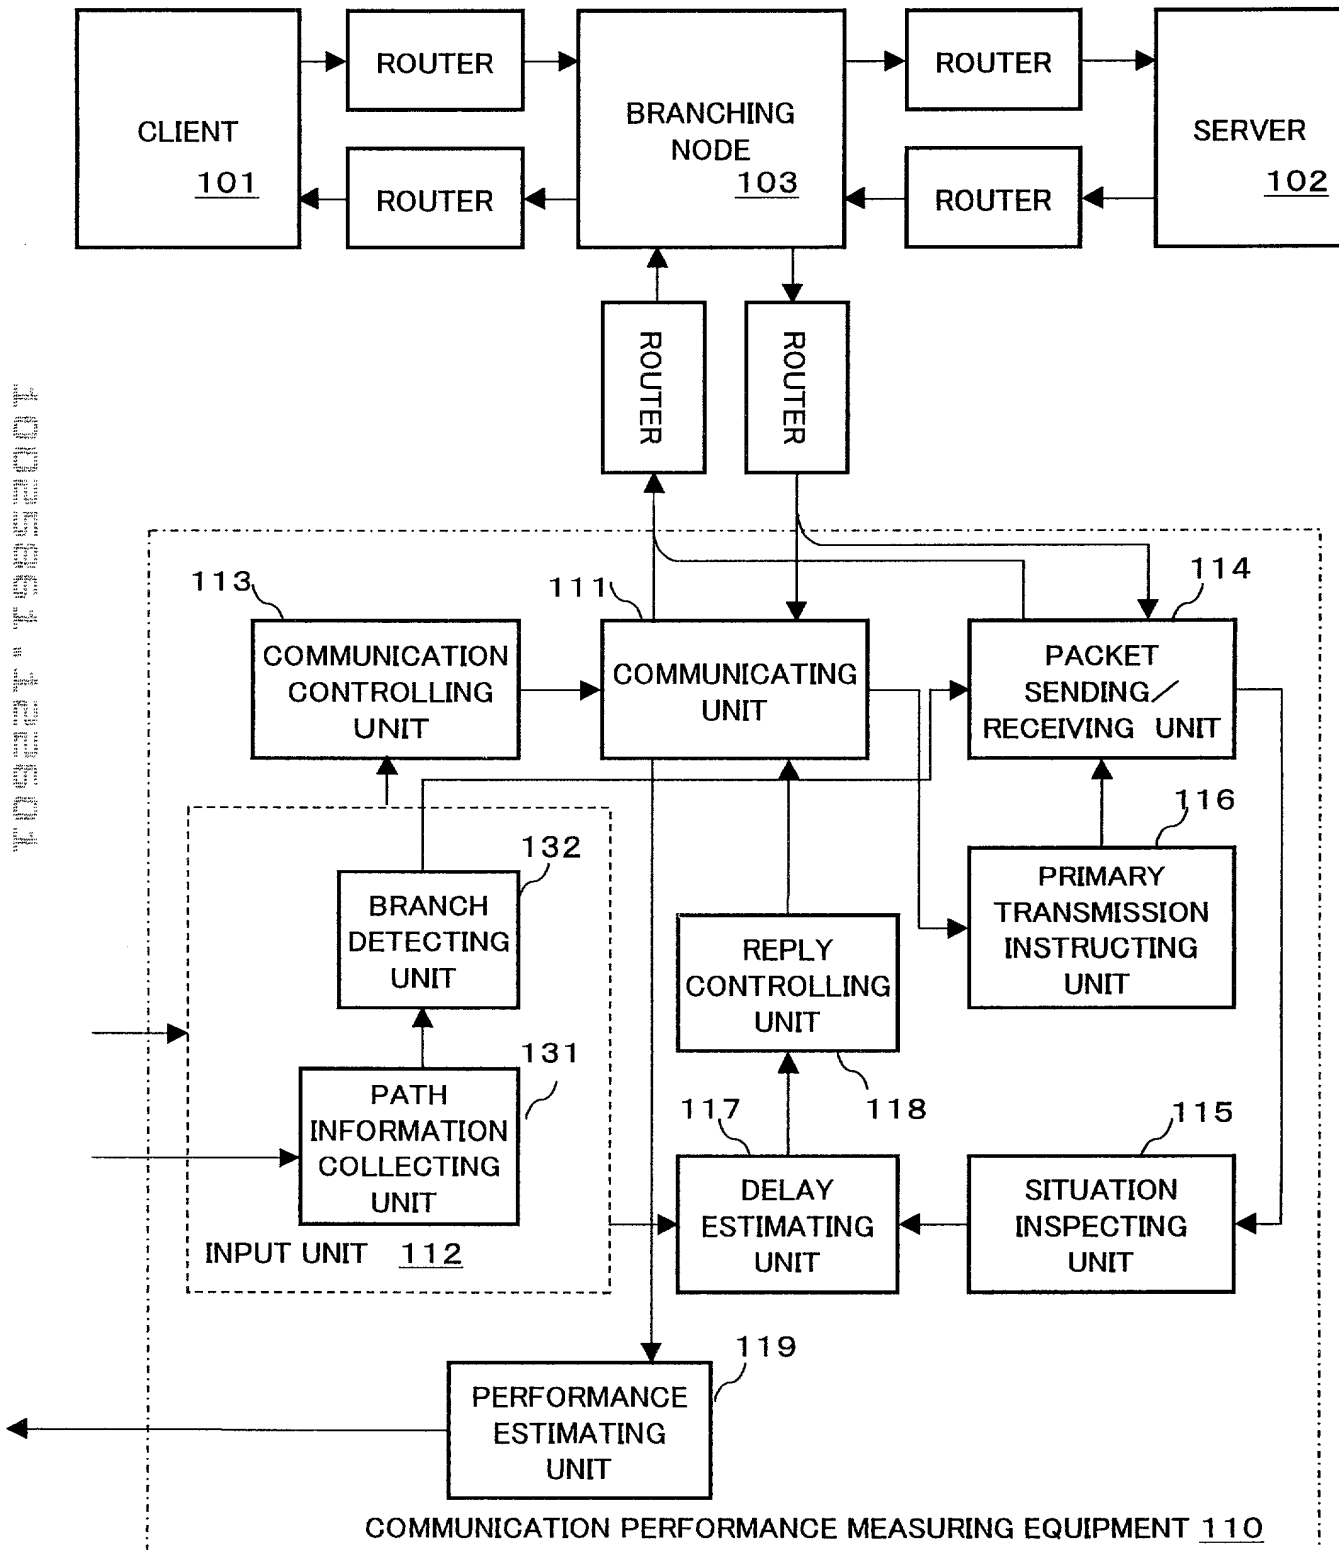 ROUTER
ROUTER
CLIENT
101
BRANCHING
NODE
103
SERVER
102
ROUTER
ROUTER
ROUTER
ROUTER
113
111
114
COMMUNICATION
CONTROLLING
UNIT
COMMUNICATING
UNIT
PACKET
SENDING/
RECEIVING UNIT
132
116
BRANCH
DETECTING
UNIT
REPLY
CONTROLLING
UNIT
PRIMARY
TRANSMISSION
INSTRUCTING
UNIT
131
117
118
115
PATH
INFORMATION
COLLECTING
UNIT
DELAY
ESTIMATING
UNIT
SITUATION
INSPECTING
UNIT
INPUT UNIT 112
119
PERFORMANCE
ESTIMATING
UNIT
COMMUNICATION PERFORMANCE MEASURING EQUIPMENT 110